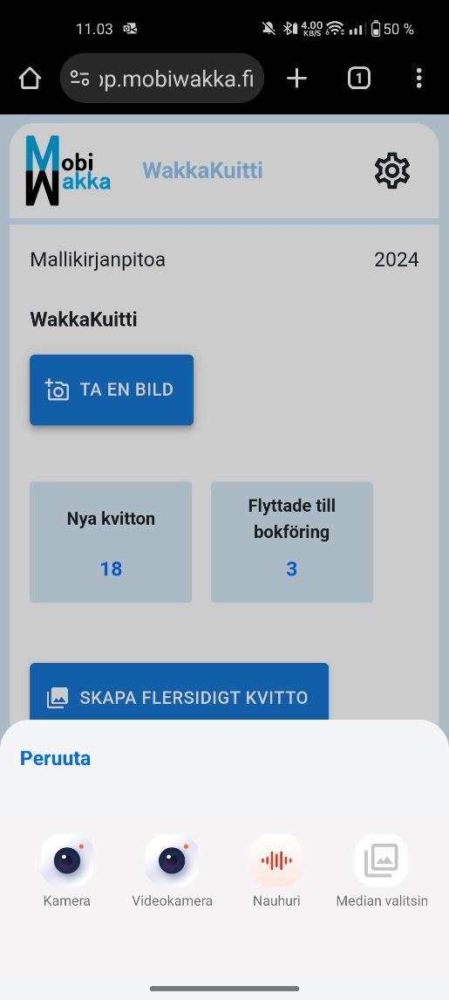 11.03
4.00
KB/S
50 %
op.mobiwakka.fi
1
Mobi
Wakka
WakkaKuitti
Mallikirjanpitoa
2024
WakkaKuitti
TA EN BILD
Nya kvitton
18
Flyttade till
bokföring
3
SKAPA FLERSIDIGT KVITTO
Peruuta
Kamera
Videokamera
Nauhuri
Median valitsin